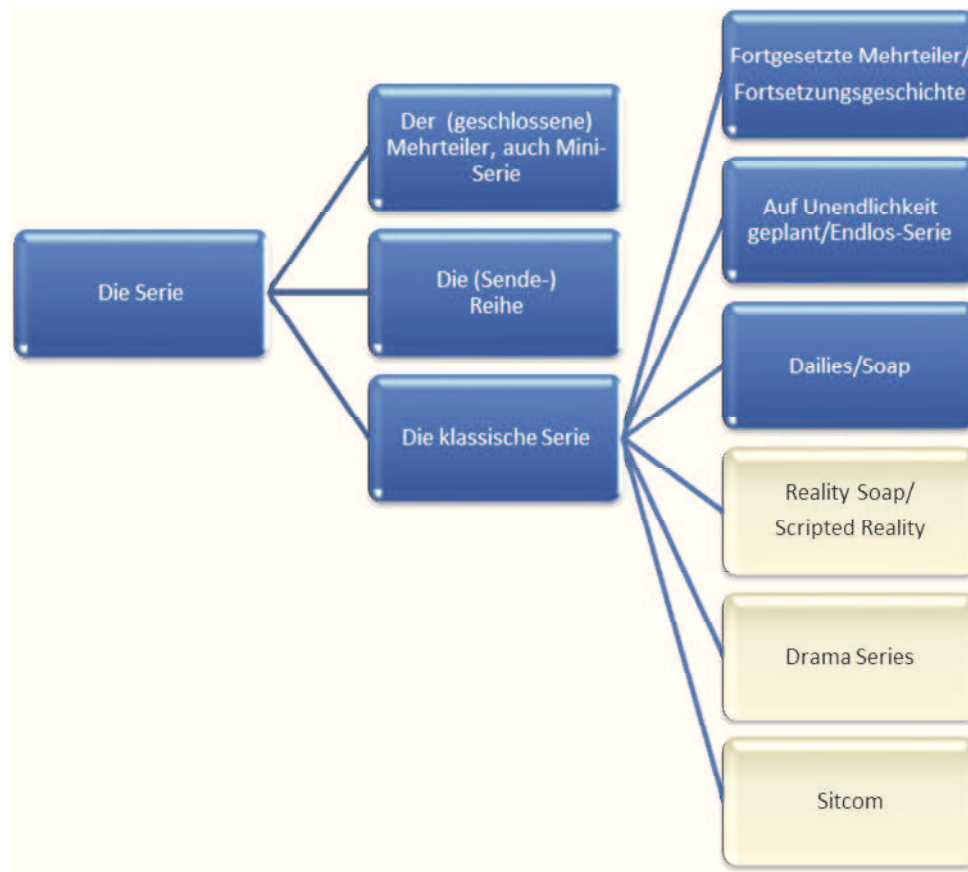 Die Serie
Der (geschlossene)
Mehrteiler, auch Mini-
Serie
Die (Sende-)
Reihe
Die klassische Serie
Fortgesetzte Mehrteiler/
Fortsetzungsgeschichte
Auf Unendlichkeit
geplant/Endlos-Serie
Dailies/Soap
Reality Soap/
Scripted Reality
Drama Series
Sitcom